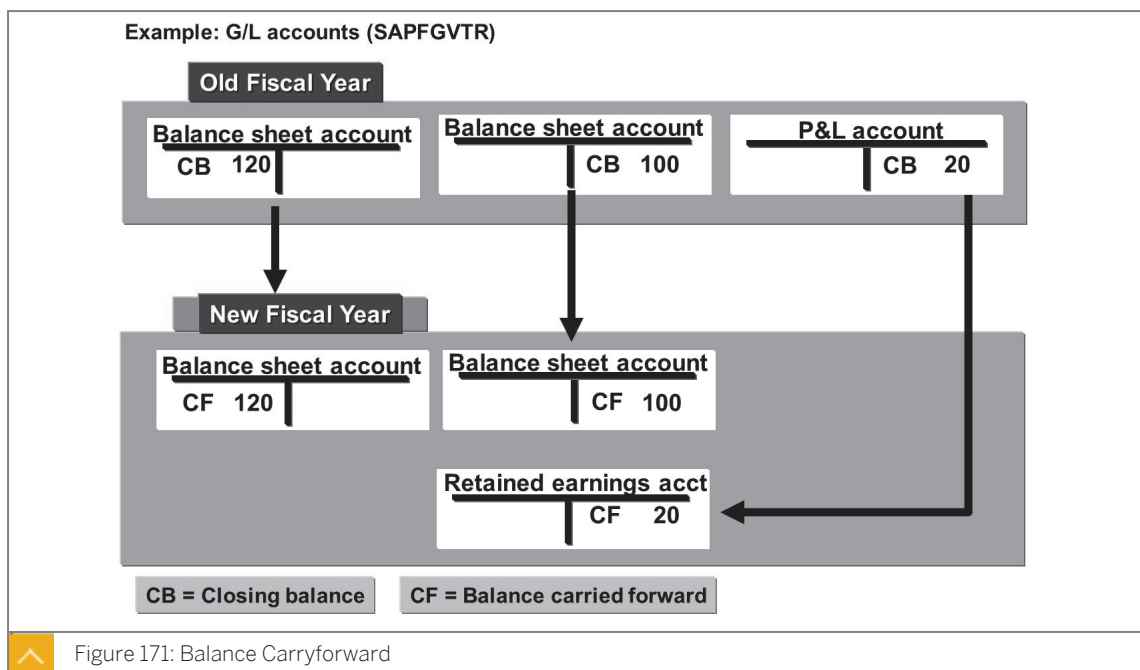 Example: G/L accounts (SAPFGVTR)
Old Fiscal Year
Balance sheet account
CB 120
Balance sheet account
CB 100
P&L account
CB 20
New Fiscal Year
Balance sheet account
CF 120
Balance sheet account
CF 100
Retained earnings acct
CF 20
CB = Closing balance
CF = Balance carried forward
Figure 171: Balance Carryforward